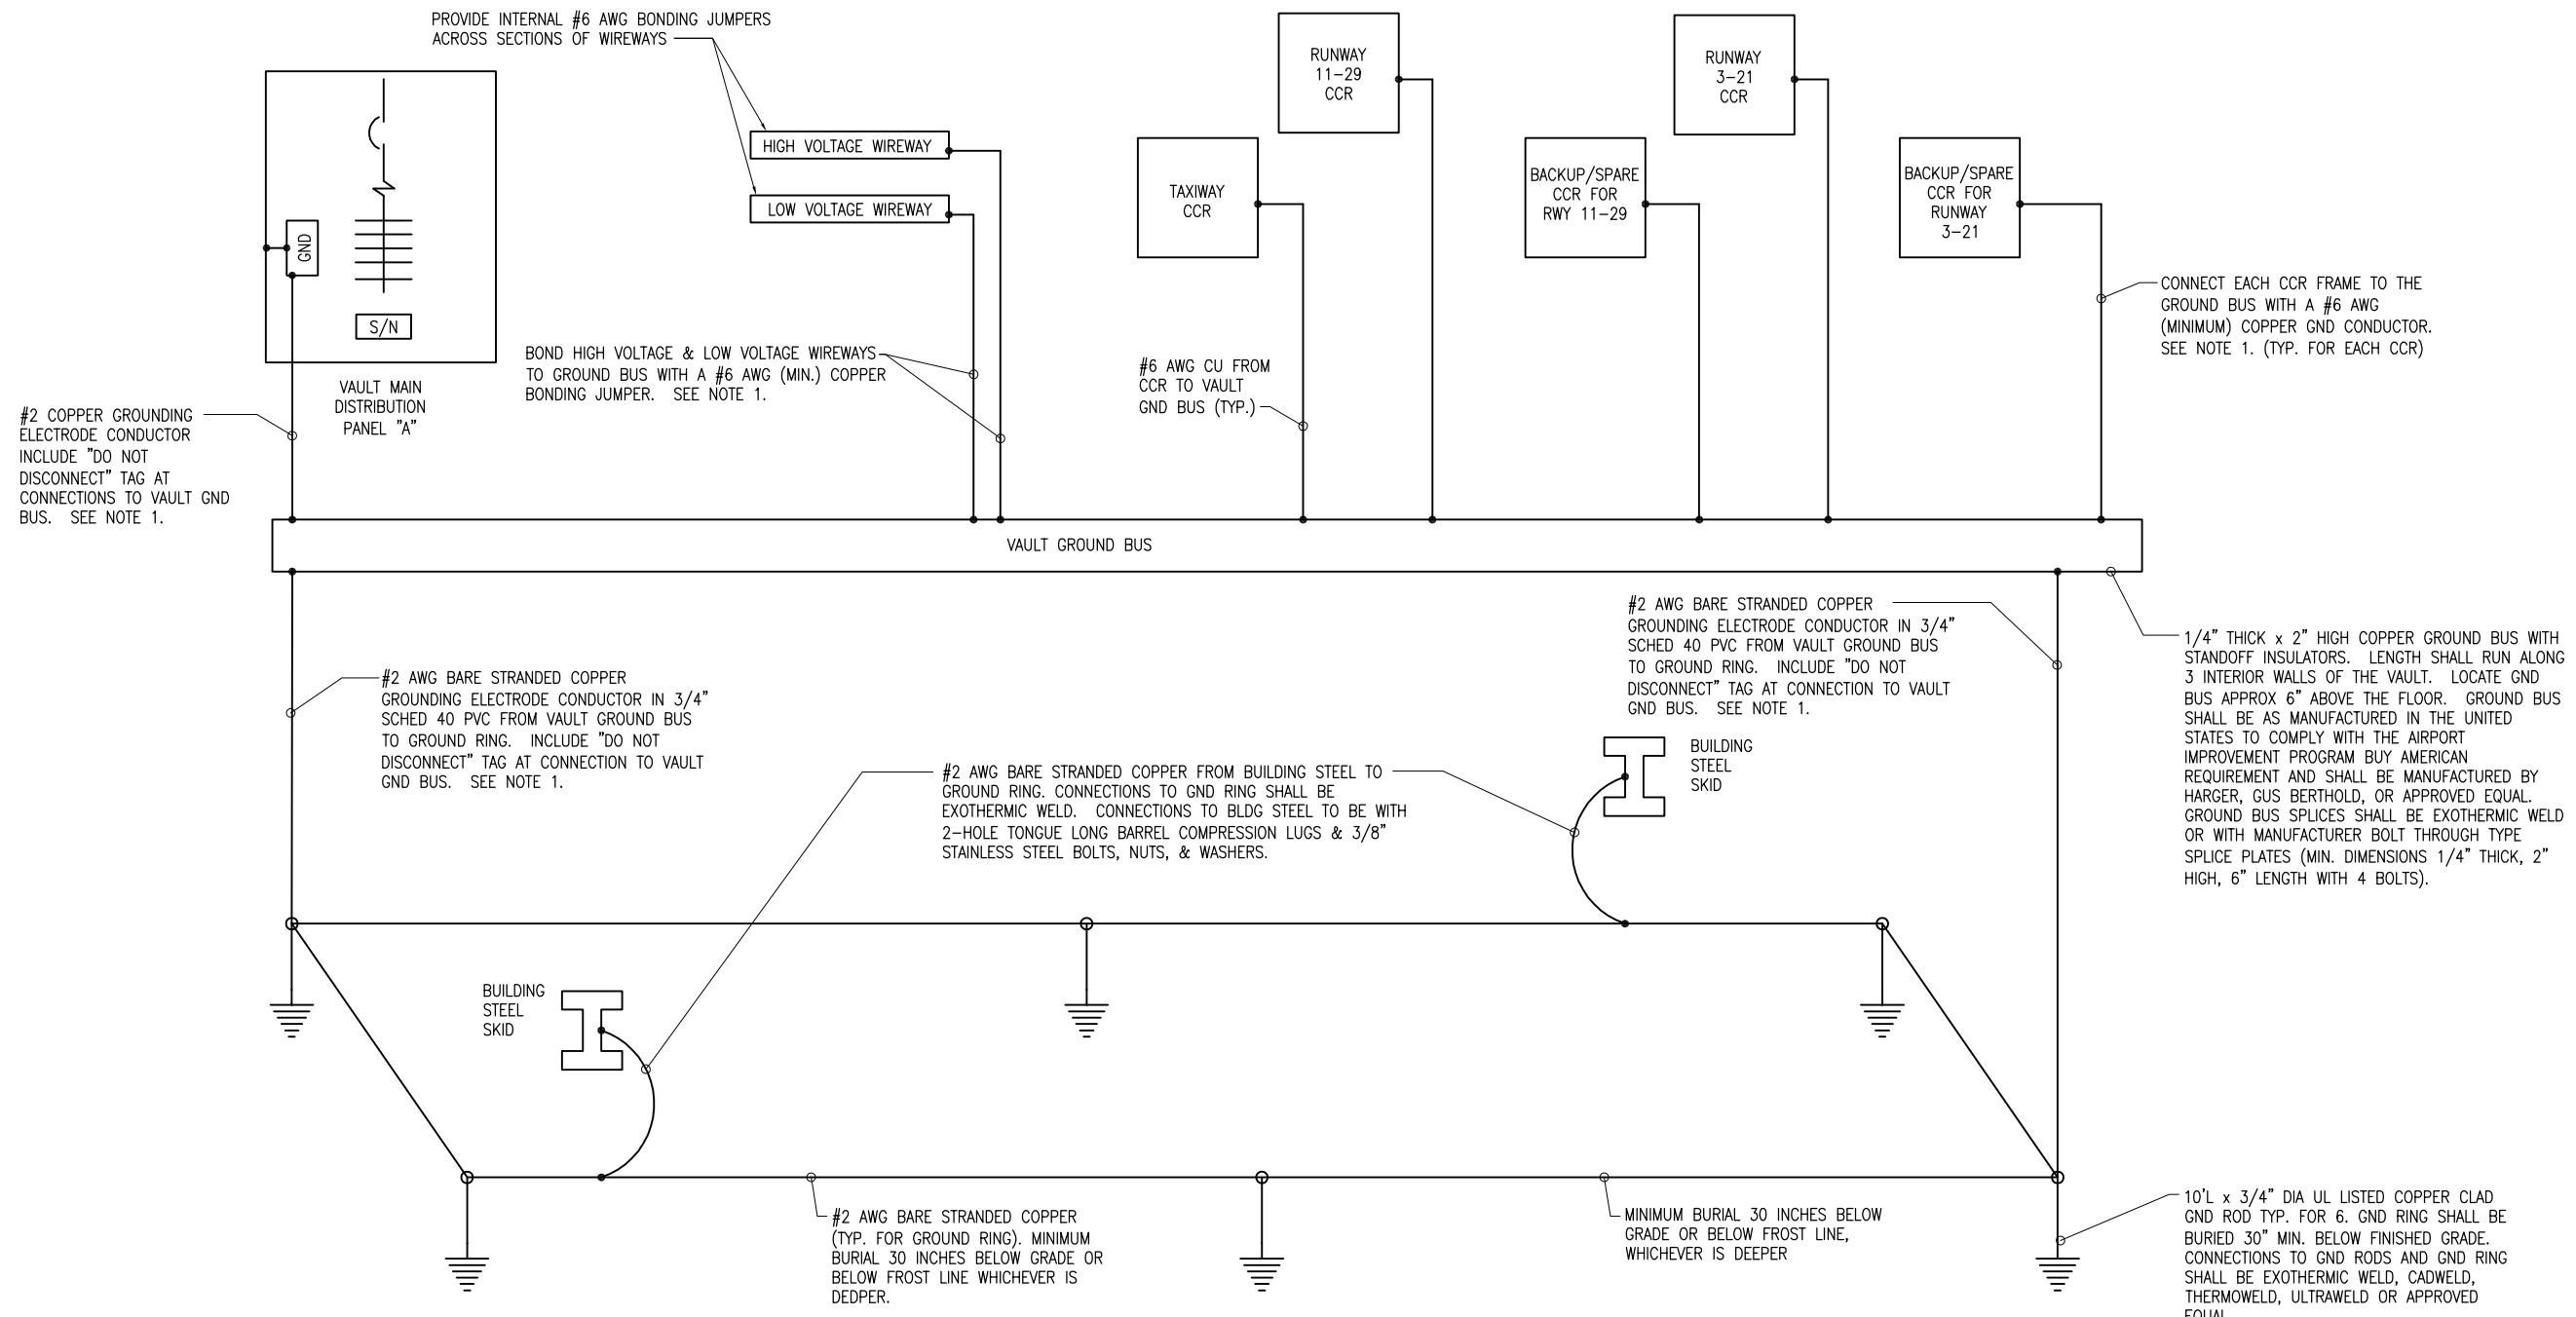 PROVIDE INTERNAL #6 AWG BONDING JUMPERS
ACROSS SECTIONS OF WIREWAYS
RUNWAY
11-29
CCR
RUNWAY
3-21
CCR
HIGH VOLTAGE WIREWAY
LOW VOLTAGE WIREWAY
TAXIWAY
CCR
BACKUP/SPARE
CCR FOR
RWY 11-29
BACKUP/SPARE
CCR FOR
RUNWAY
3-21
GND
S/N
VAULT MAIN
DISTRIBUTION
PANEL "A"
#2 COPPER GROUNDING
ELECTRODE CONDUCTOR
INCLUDE "DO NOT
DISCONNECT" TAG AT
CONNECTIONS TO VAULT GND
BUS. SEE NOTE 1.
BOND HIGH VOLTAGE & LOW VOLTAGE WIREWAYS
TO GROUND BUS WITH A #6 AWG (MIN.) COPPER
BONDING JUMPER. SEE NOTE 1.
#6 AWG CU FROM
CCR TO VAULT
GND BUS (TYP.)
CONNECT EACH CCR FRAME TO THE
GROUND BUS WITH A #6 AWG
(MINIMUM) COPPER GND CONDUCTOR.
SEE NOTE 1. (TYP. FOR EACH CCR)
VAULT GROUND BUS
#2 AWG BARE STRANDED COPPER
GROUNDING ELECTRODE CONDUCTOR IN 3/4"
SCHED 40 PVC FROM VAULT GROUND BUS
TO GROUND RING. INCLUDE "DO NOT
DISCONNECT" TAG AT CONNECTION TO VAULT
GND BUS. SEE NOTE 1.
#2 AWG BARE STRANDED COPPER
GROUNDING ELECTRODE CONDUCTOR IN 3/4"
SCHED 40 PVC FROM VAULT GROUND BUS
TO GROUND RING. INCLUDE "DO NOT
DISCONNECT" TAG AT CONNECTION TO VAULT
GND BUS. SEE NOTE 1.
1/4" THICK x 2" HIGH COPPER GROUND BUS WITH
STANDOFF INSULATORS. LENGTH SHALL RUN ALONG
3 INTERIOR WALLS OF THE VAULT. LOCATE GND
BUS APPROX 6" ABOVE THE FLOOR. GROUND BUS
SHALL BE AS MANUFACTURED IN THE UNITED
STATES TO COMPLY WITH THE AIRPORT
IMPROVEMENT PROGRAM BUY AMERICAN
REQUIREMENT AND SHALL BE MANUFACTURED BY
HARGER, GUS BERTHOLD, OR APPROVED EQUAL.
GROUND BUS SPLICES SHALL BE EXOTHERMIC WELD
OR WITH MANUFACTURER BOLT THROUGH TYPE
SPLICE PLATES (MIN. DIMENSIONS 1/4" THICK, 2"
HIGH, 6" LENGTH WITH 4 BOLTS).
#2 AWG BARE STRANDED COPPER FROM BUILDING STEEL TO
GROUND RING. CONNECTIONS TO GND RING SHALL BE
EXOTHERMIC WELD. CONNECTIONS TO BLDG STEEL TO BE WITH
2-HOLE TONGUE LONG BARREL COMPRESSION LUGS & 3/8"
STAINLESS STEEL BOLTS, NUTS, & WASHERS.
BUILDING
STEEL
SKID
BUILDING
STEEL
SKID
#2 AWG BARE STRANDED COPPER
(TYP. FOR GROUND RING). MINIMUM
BURIAL 30 INCHES BELOW GRADE OR
BELOW FROST LINE WHICHEVER IS
DEDPER.
MINIMUM BURIAL 30 INCHES BELOW
GRADE OR BELOW FROST LINE,
WHICHEVER IS DEEPER
10'L x 3/4" DIA UL LISTED COPPER CLAD
GND ROD TYP. FOR 6. GND RING SHALL BE
BURIED 30" MIN. BELOW FINISHED GRADE.
CONNECTIONS TO GND RODS AND GND RING
SHALL BE EXOTHERMIC WELD, CADWELD,
THERMOWELD, ULTRAWELD OR APPROVED